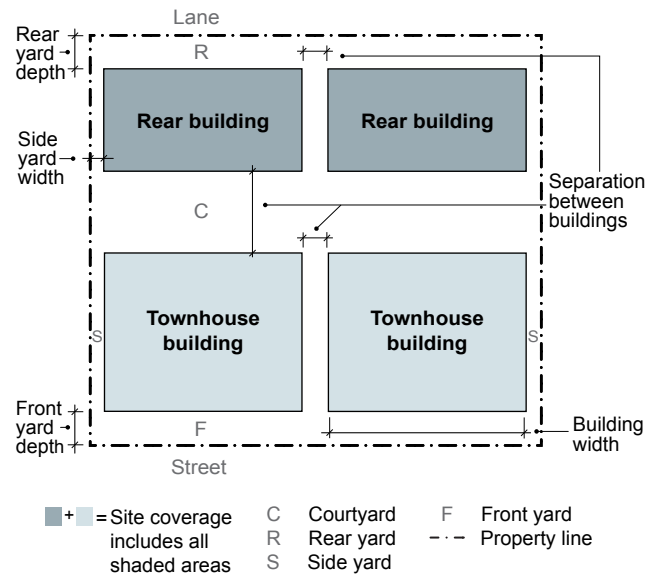 Lane
Rear
yard
depth
R
Rear building
Rear building
Side
yard
width
C
Separation
between
buildings
Townhouse
building
Townhouse
building
S
S
Front
yard
depth
F
Building
width
Street
+ = Site coverage
includes all
shaded areas
C Courtyard
R Rear yard
S Side yard
F Front yard
Property line